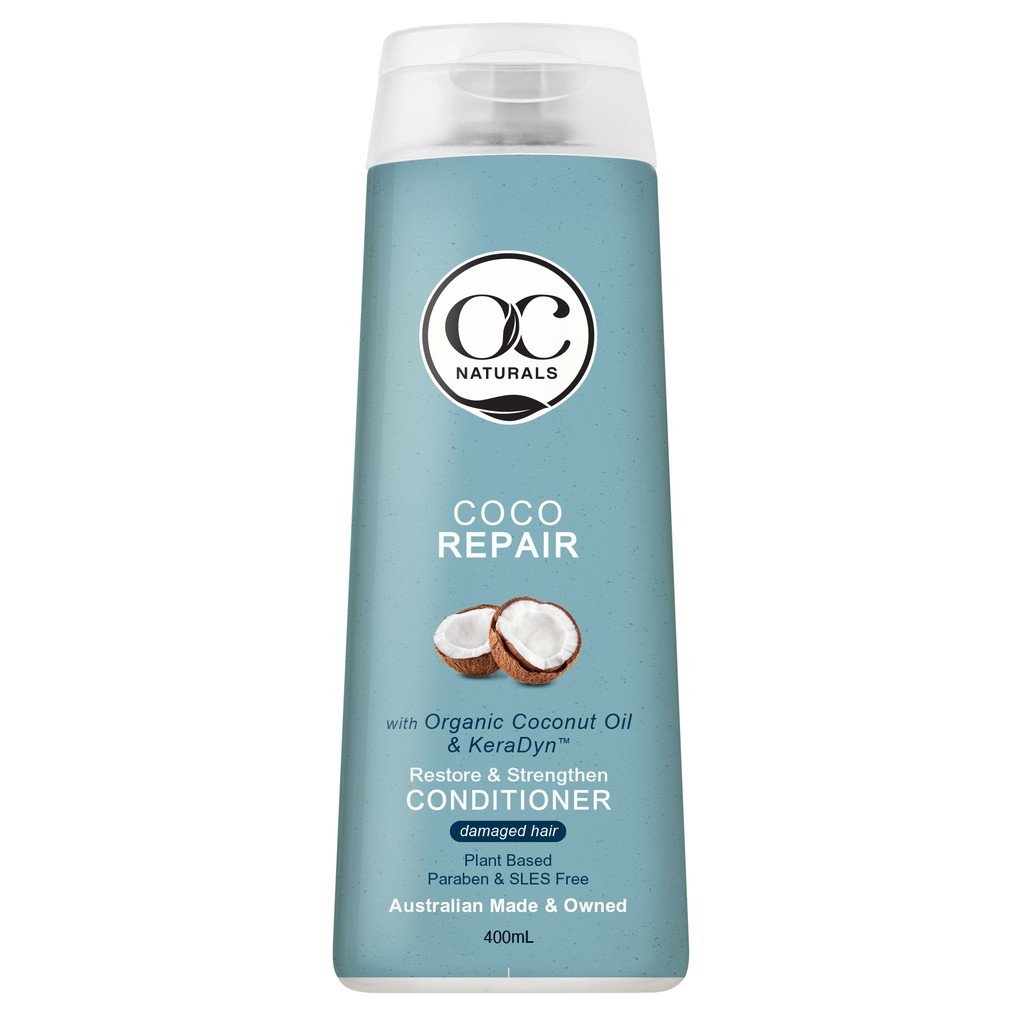 OC
NATURALS
COCO
REPAIR
with Organic Coconut Oil
& KeraDyn™
Restore & Strengthen
CONDITIONER
damaged hair
Plant Based
Paraben & SLES Free
Australian Made & Owned
400mL